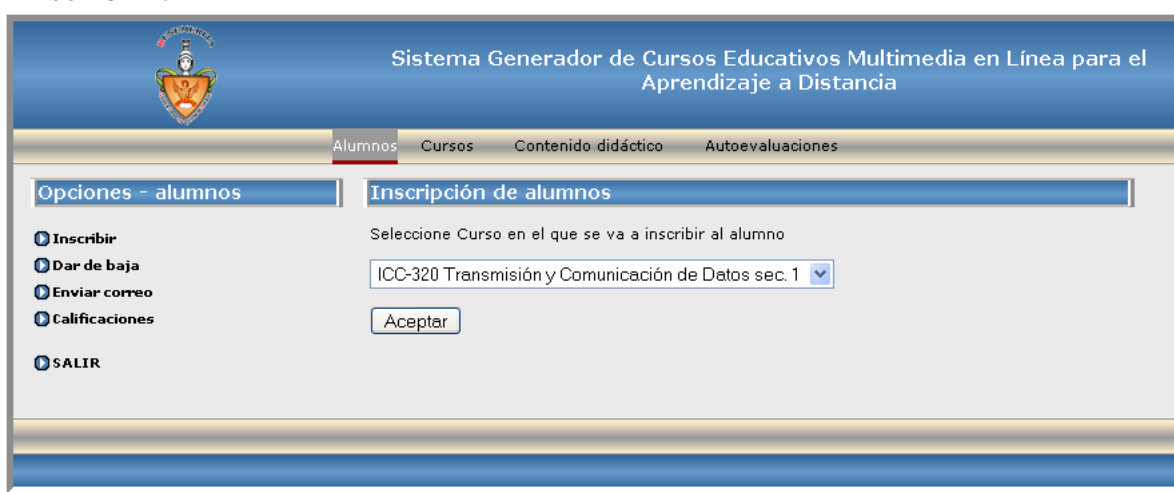 Sistema Generador de Cursos Educativos Multimedia en Línea para el
Aprendizaje a Distancia
Alumnos Cursos Contenido didáctico Autoevaluaciones
Opciones - alumnos
Inscribir
Dar de baja
Enviar correo
Calificaciones
SALIR
Inscripción de alumnos
Seleccione Curso en el que se va a inscribir al alumno
ICC-320 Transmisión y Comunicación de Datos sec. 1
Aceptar